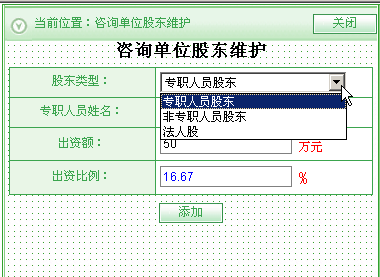 当前位置：咨询单位股东维护 关闭
咨询单位股东维护
股东类型： 专职人员股东
专职人员股东
专职人员姓名： 非专职人员股东
法人股
出资额： 50 万元
出资比例： 16.67 %
添加